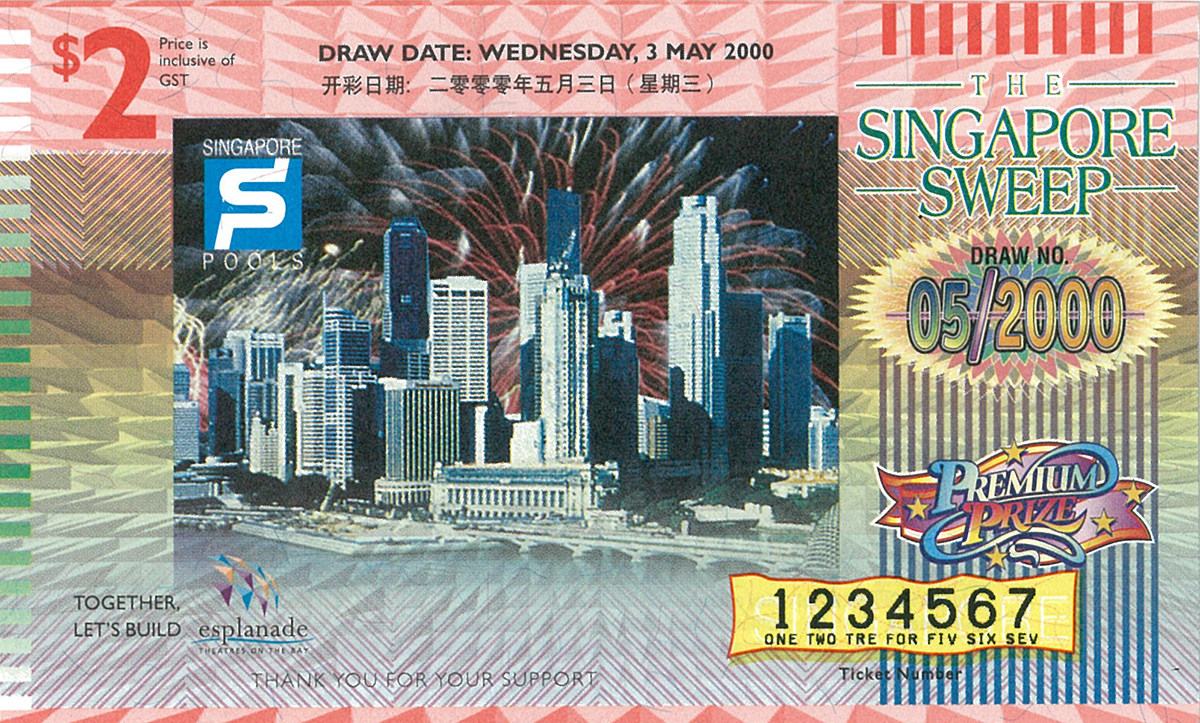 $2
Price is
inclusive of
GST
DRAW DATE: WEDNESDAY, 3 MAY 2000
开彩日期: 二零零零年五月三日 (星期三)
THE
SINGAPORE
SWEEP
SINGAPORE
POOLS
DRAW NO.
05/2000
PREMIUM
PRIZE
1234567
ONE TWO TRE FOR FIV SIX SEV
Ticket Number
TOGETHER,
LET'S BUILD
esplanade
THEATRES ON THE BAY
THANK YOU FOR YOUR SUPPORT